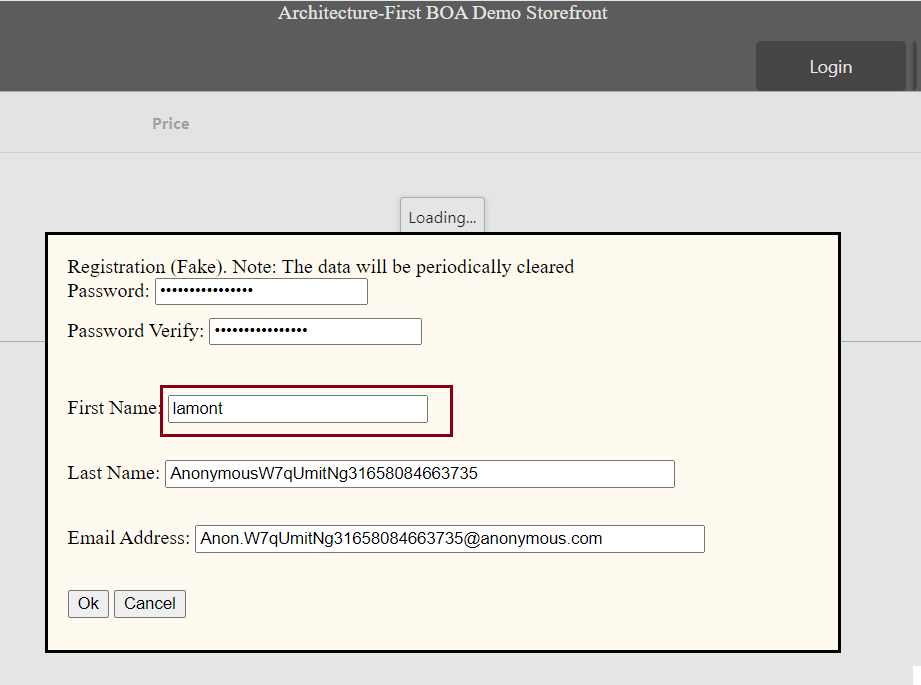 Architecture-First BOA Demo Storefront
Login
Price
Loading...
Registration (Fake). Note: The data will be periodically cleared
Password: ••••••••••••••••
Password Verify: ••••••••••••••••
First Name: lamont
Last Name: AnonymousW7qUmitNg31658084663735
Email Address: Anon.W7qUmitNg31658084663735@anonymous.com
Ok Cancel